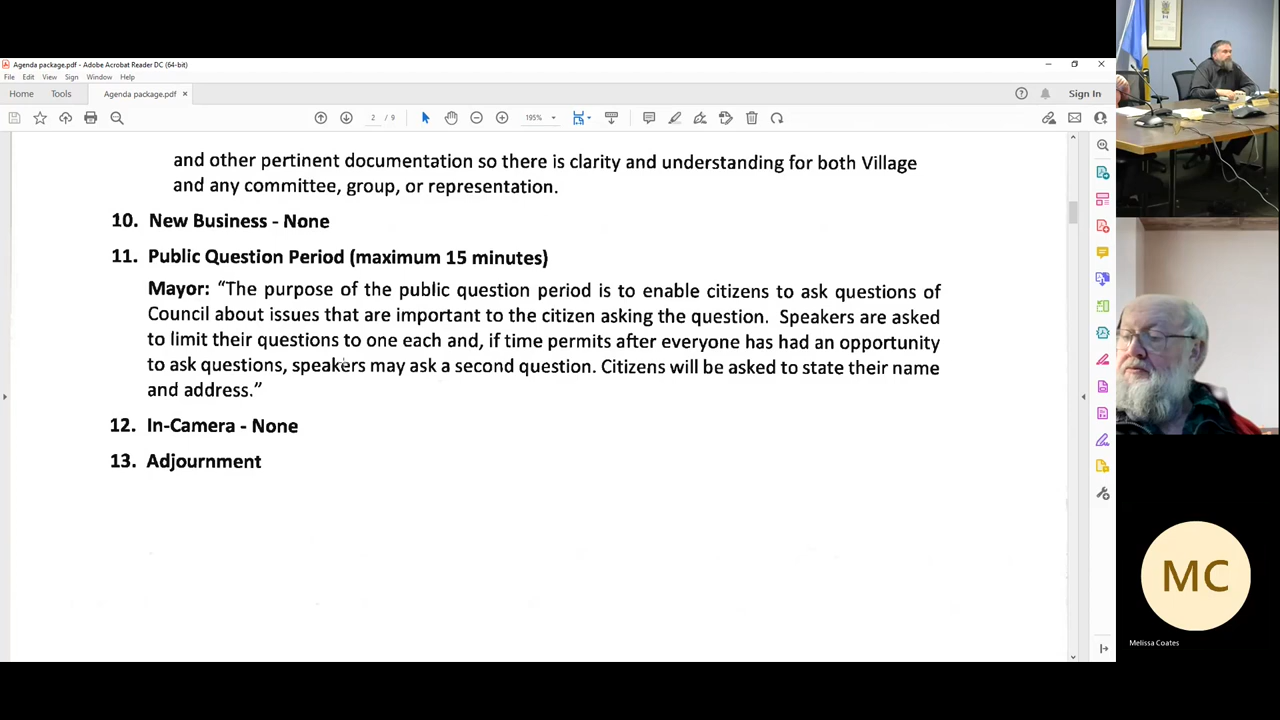 Agenda package.pdf - Adobe Acrobat Reader DC (64-bit)
File Edit View Sign Window Help
Home Tools Agenda package.pdf × Sign In
2 / 9 195%
and other pertinent documentation so there is clarity and understanding for both Village
and any committee, group, or representation.
10. New Business - None
11. Public Question Period (maximum 15 minutes)
Mayor: “The purpose of the public question period is to enable citizens to ask questions of
Council about issues that are important to the citizen asking the question. Speakers are asked
to limit their questions to one each and, if time permits after everyone has had an opportunity
to ask questions, speakers may ask a second question. Citizens will be asked to state their name
and address.”
12. In-Camera - None
13. Adjournment
MC
Melissa Coates